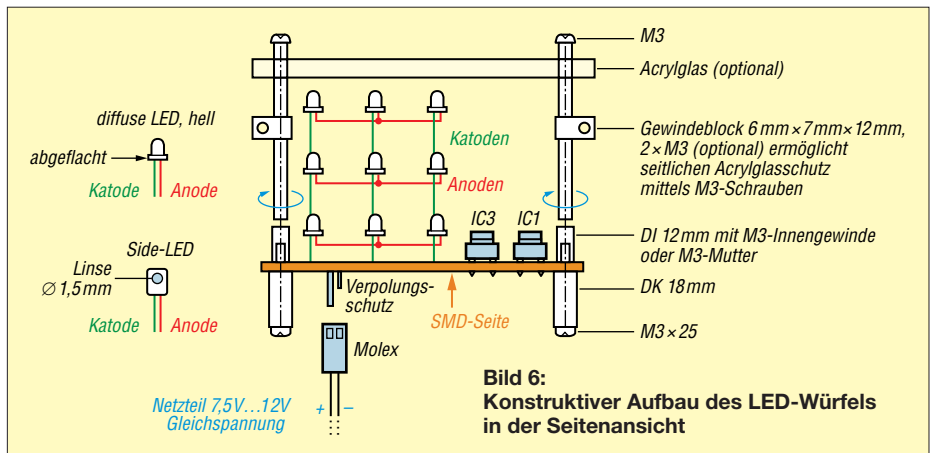 M3
Acrylglas (optional)
diffuse LED, hell
abgeflacht
Katode Anode
Katoden
Anoden
Gewindeblock 6 mm × 7 mm × 12 mm,
2 × M3 (optional) ermöglicht
seitlichen Acrylglasschutz
mittels M3-Schrauben
IC3 IC1
DI 12 mm mit M3-Innengewinde
oder M3-Mutter
Side-LED
Linse
∅ 1,5 mm
Katode Anode
Verpolungs-
schutz
SMD-Seite
DK 18 mm
M3 × 25
Molex
Netzteil 7,5 V…12 V
Gleichspannung
+ −
Bild 6:
Konstruktiver Aufbau des LED-Würfels
in der Seitenansicht